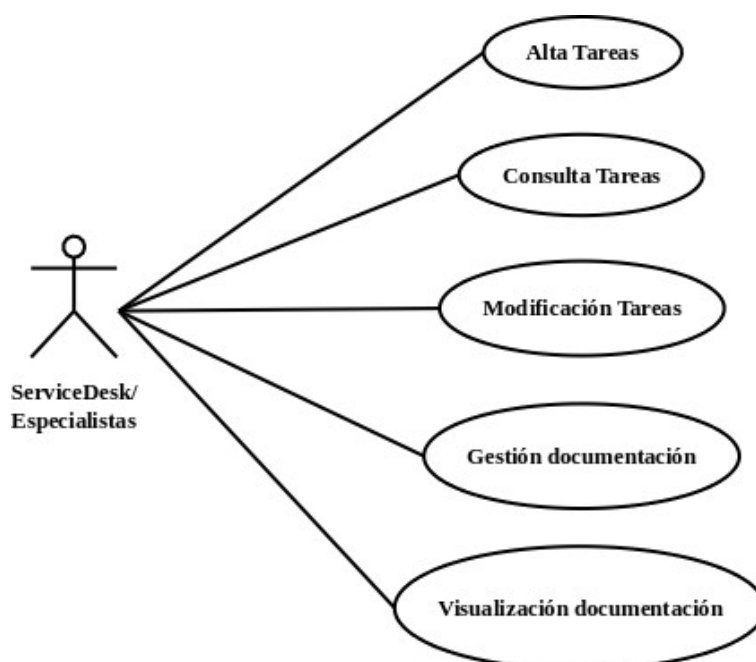 Alta Tareas
Consulta Tareas
Modificación Tareas
ServiceDesk/
Especialistas
Gestión documentación
Visualización documentación